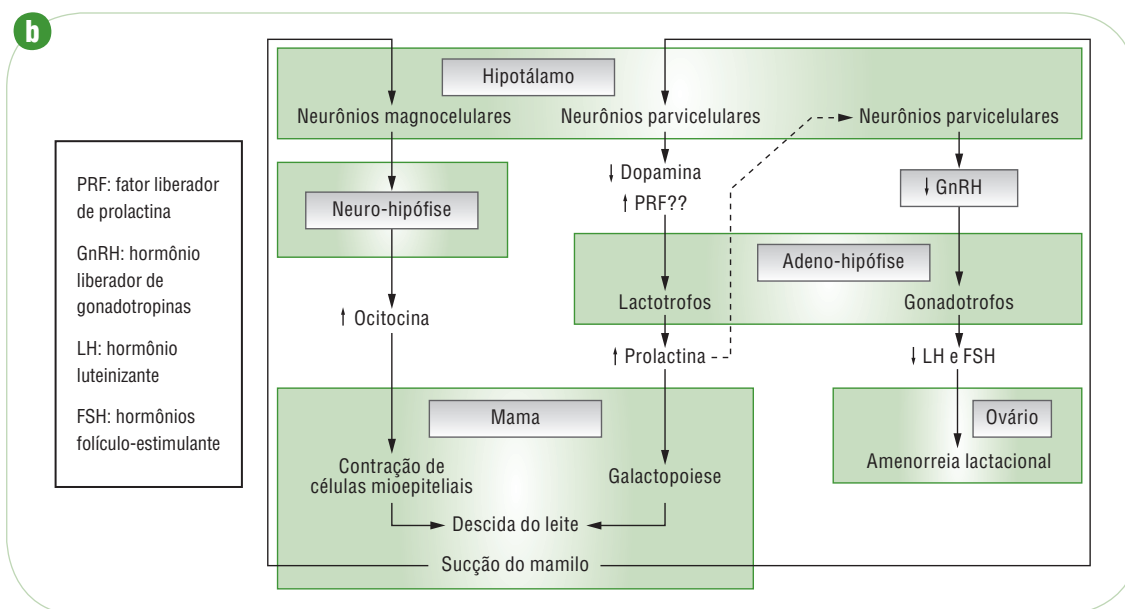 b
Hipotálamo
Neurônios magnocelulares
Neurônios parvicelulares
Neurônios parvicelulares
↓ Dopamina
↑ PRF??
↓ GnRH
PRF: fator liberador
de prolactina
GnRH: hormônio
liberador de
gonadotropinas
LH: hormônio
luteinizante
FSH: hormônios
folículo-estimulante
Neuro-hipófise
Adeno-hipófise
Lactotrofos
Gonadotrofos
↑ Ocitocina
↑ Prolactina
↓ LH e FSH
Mama
Ovário
Contração de
células mioepiteliais
Galactopoiese
Amenorreia lactacional
Descida do leite
Sucção do mamilo